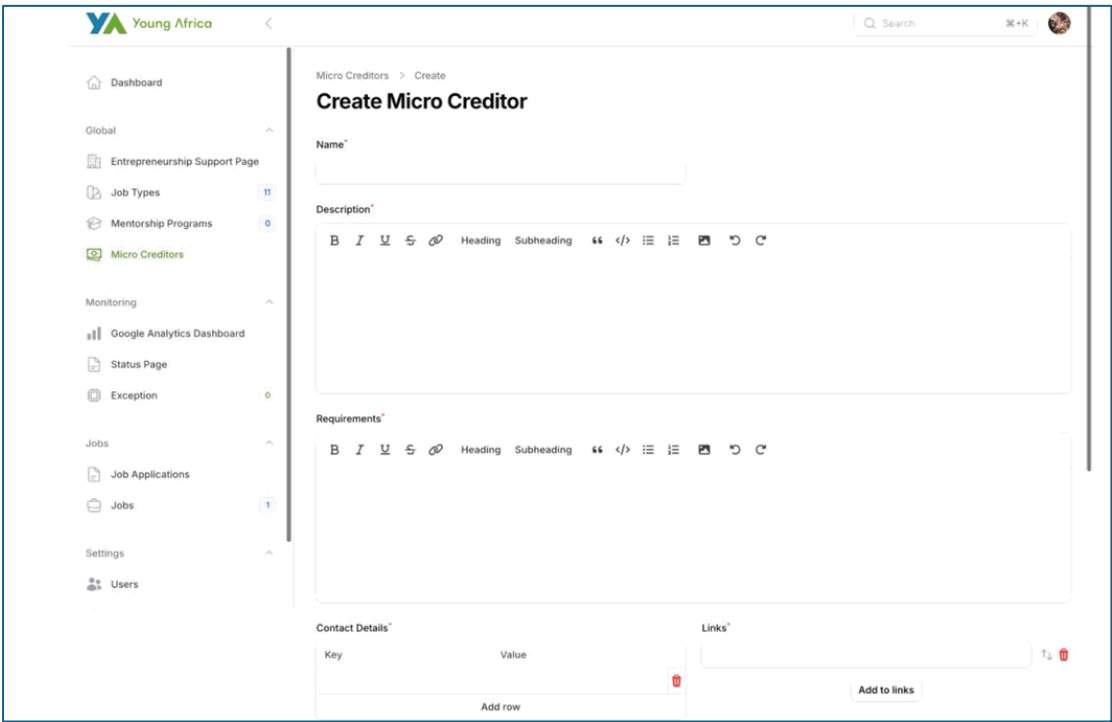 Young Africa
Search ⌘+K
Dashboard
Global
Entrepreneurship Support Page
Job Types 11
Mentorship Programs 0
Micro Creditors
Monitoring
Google Analytics Dashboard
Status Page
Exception 0
Jobs
Job Applications
Jobs 1
Settings
Users
Micro Creditors > Create
Create Micro Creditor
Name*
Description*
B I U S Heading Subheading “ </>
Requirements*
B I U S Heading Subheading “ </>
Contact Details*
Key Value
Add row
Links*
Add to links